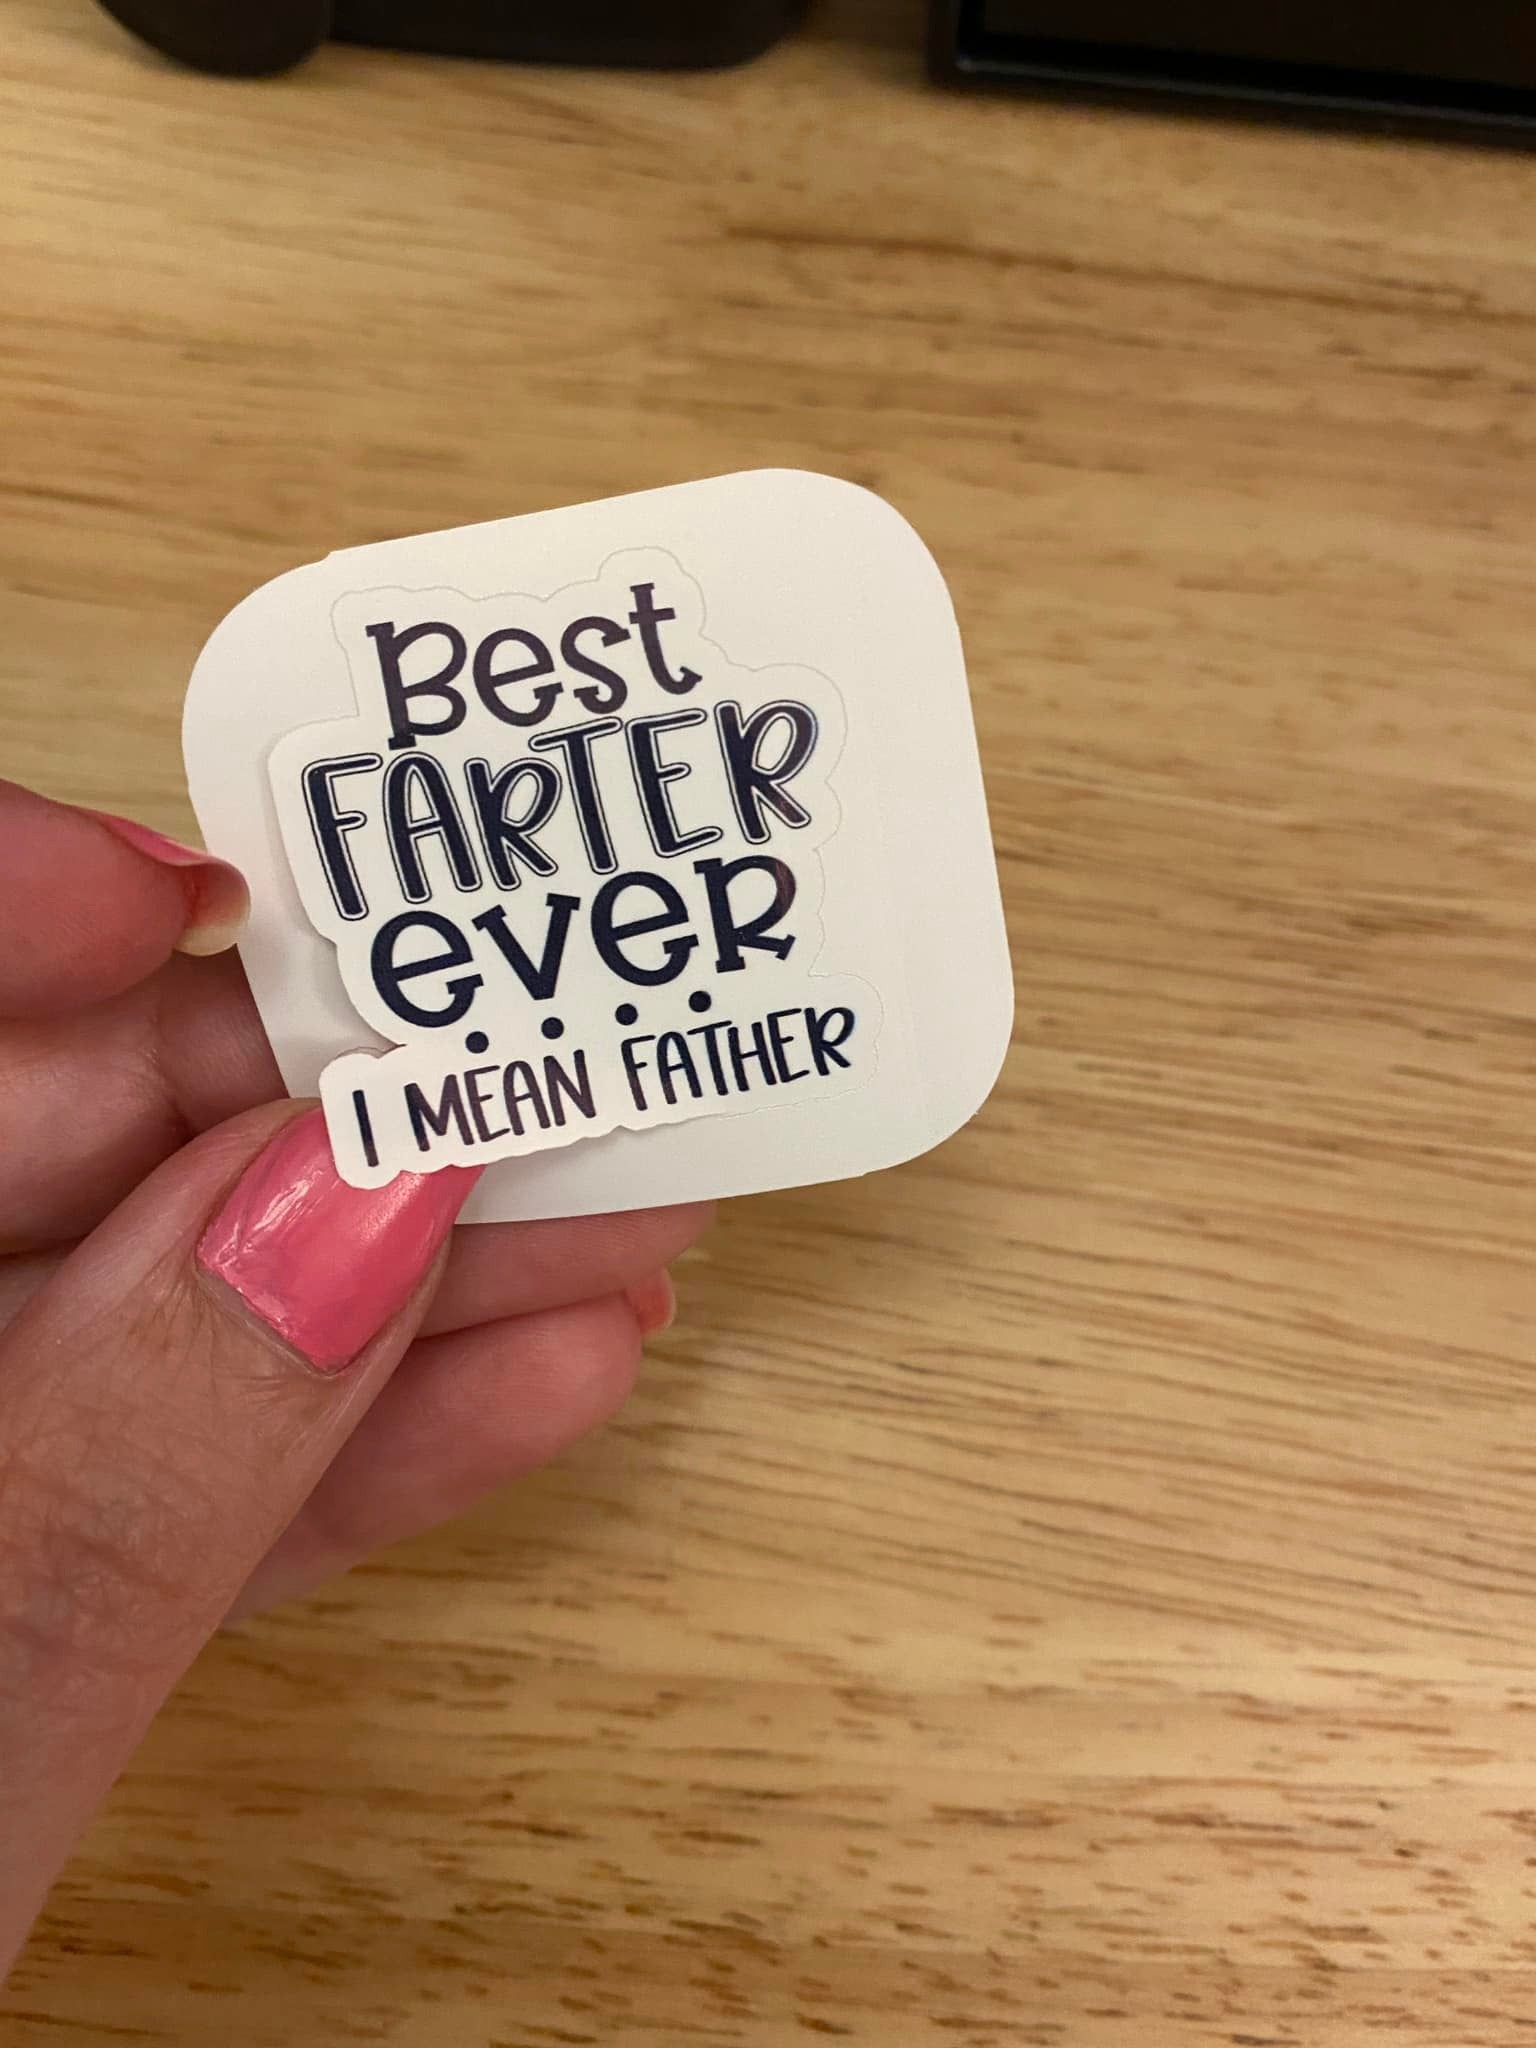 Best
FARTER
ever
....
I MEAN FATHER